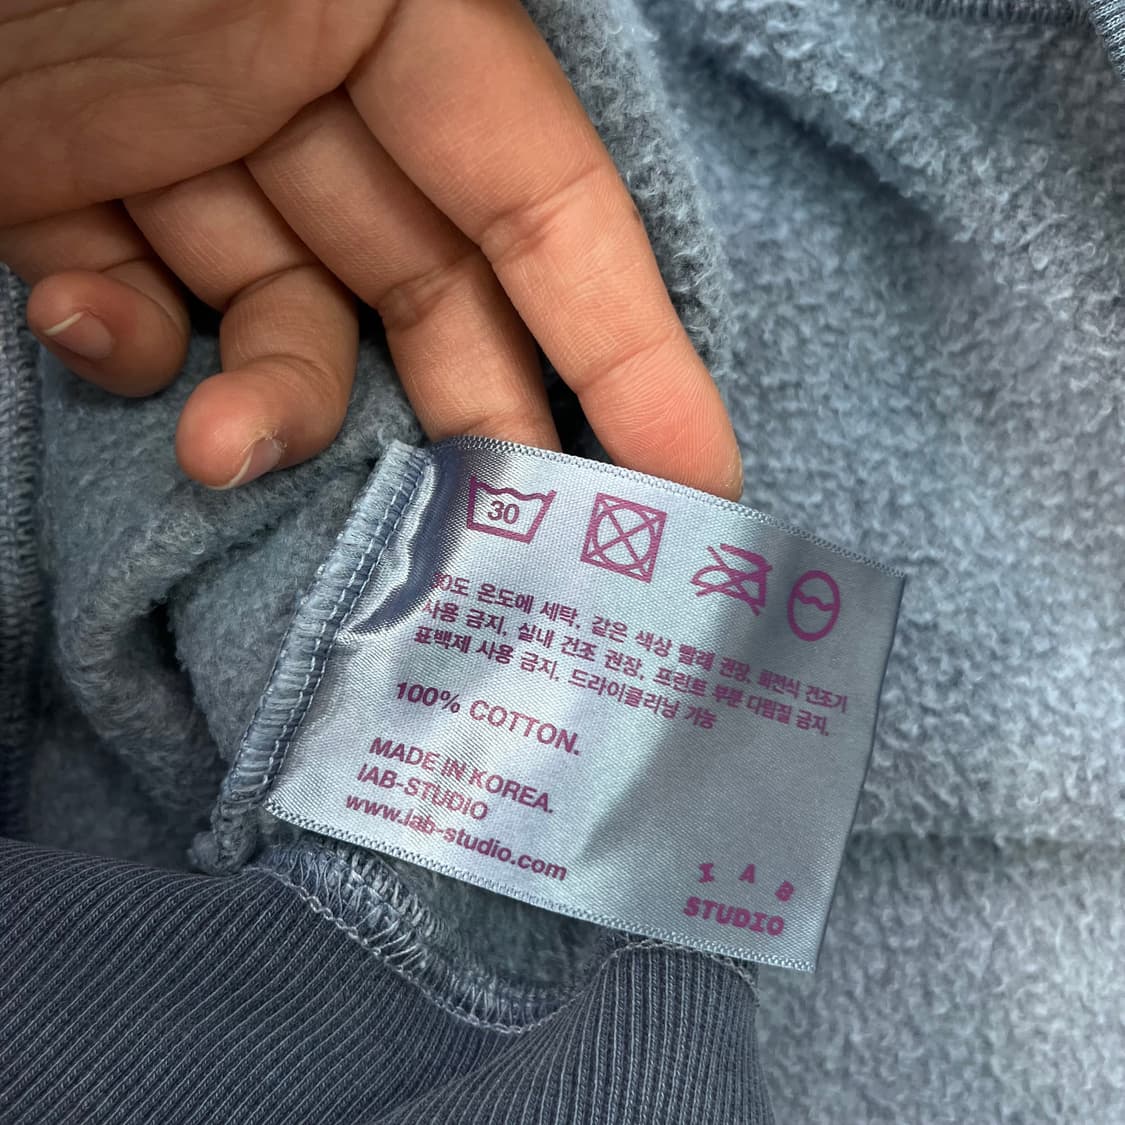 30
30도 온도에 세탁, 같은 색상 빨래 권장, 회전식 건조기
사용 금지, 실내 건조 권장, 프린트 부분 다림질 금지,
표백제 사용 금지, 드라이클리닝 가능
100% COTTON.
MADE IN KOREA.
IAB-STUDIO
www.iab-studio.com
I A B
STUDIO